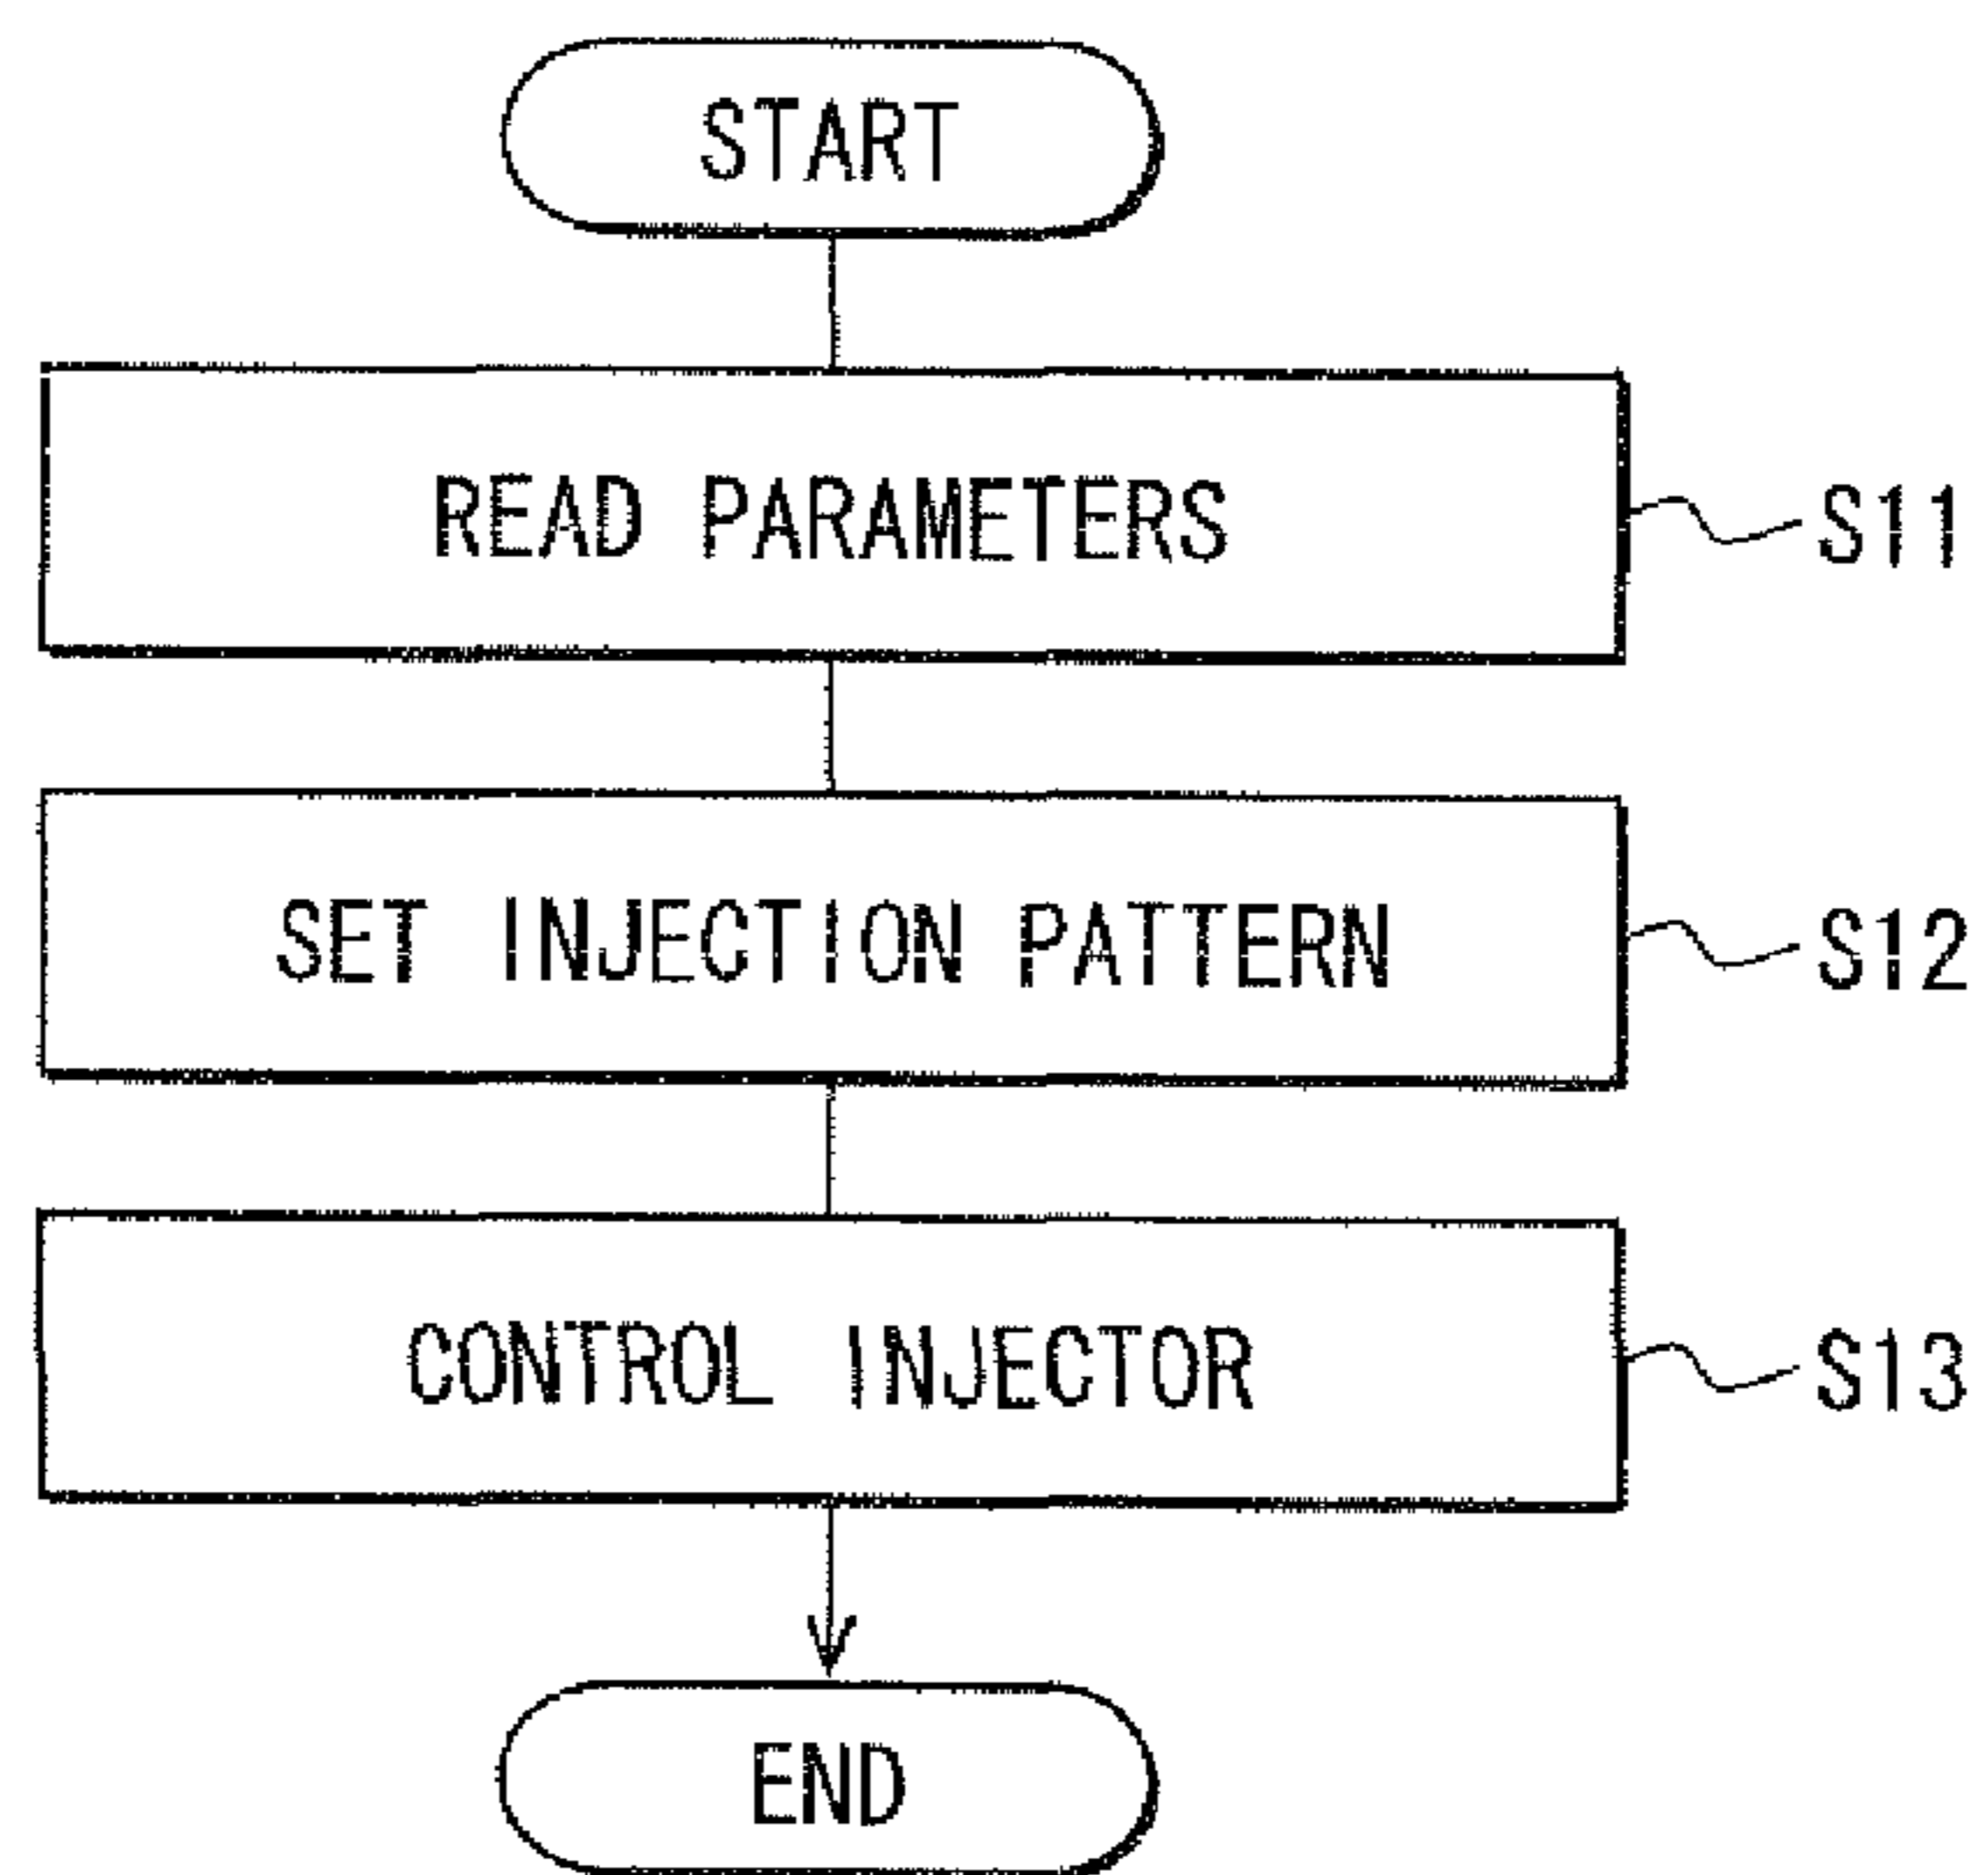 START
READ PARAMETERS
S11
SET INJECTION PATTERN
S12
CONTROL INJECTOR
S13
END